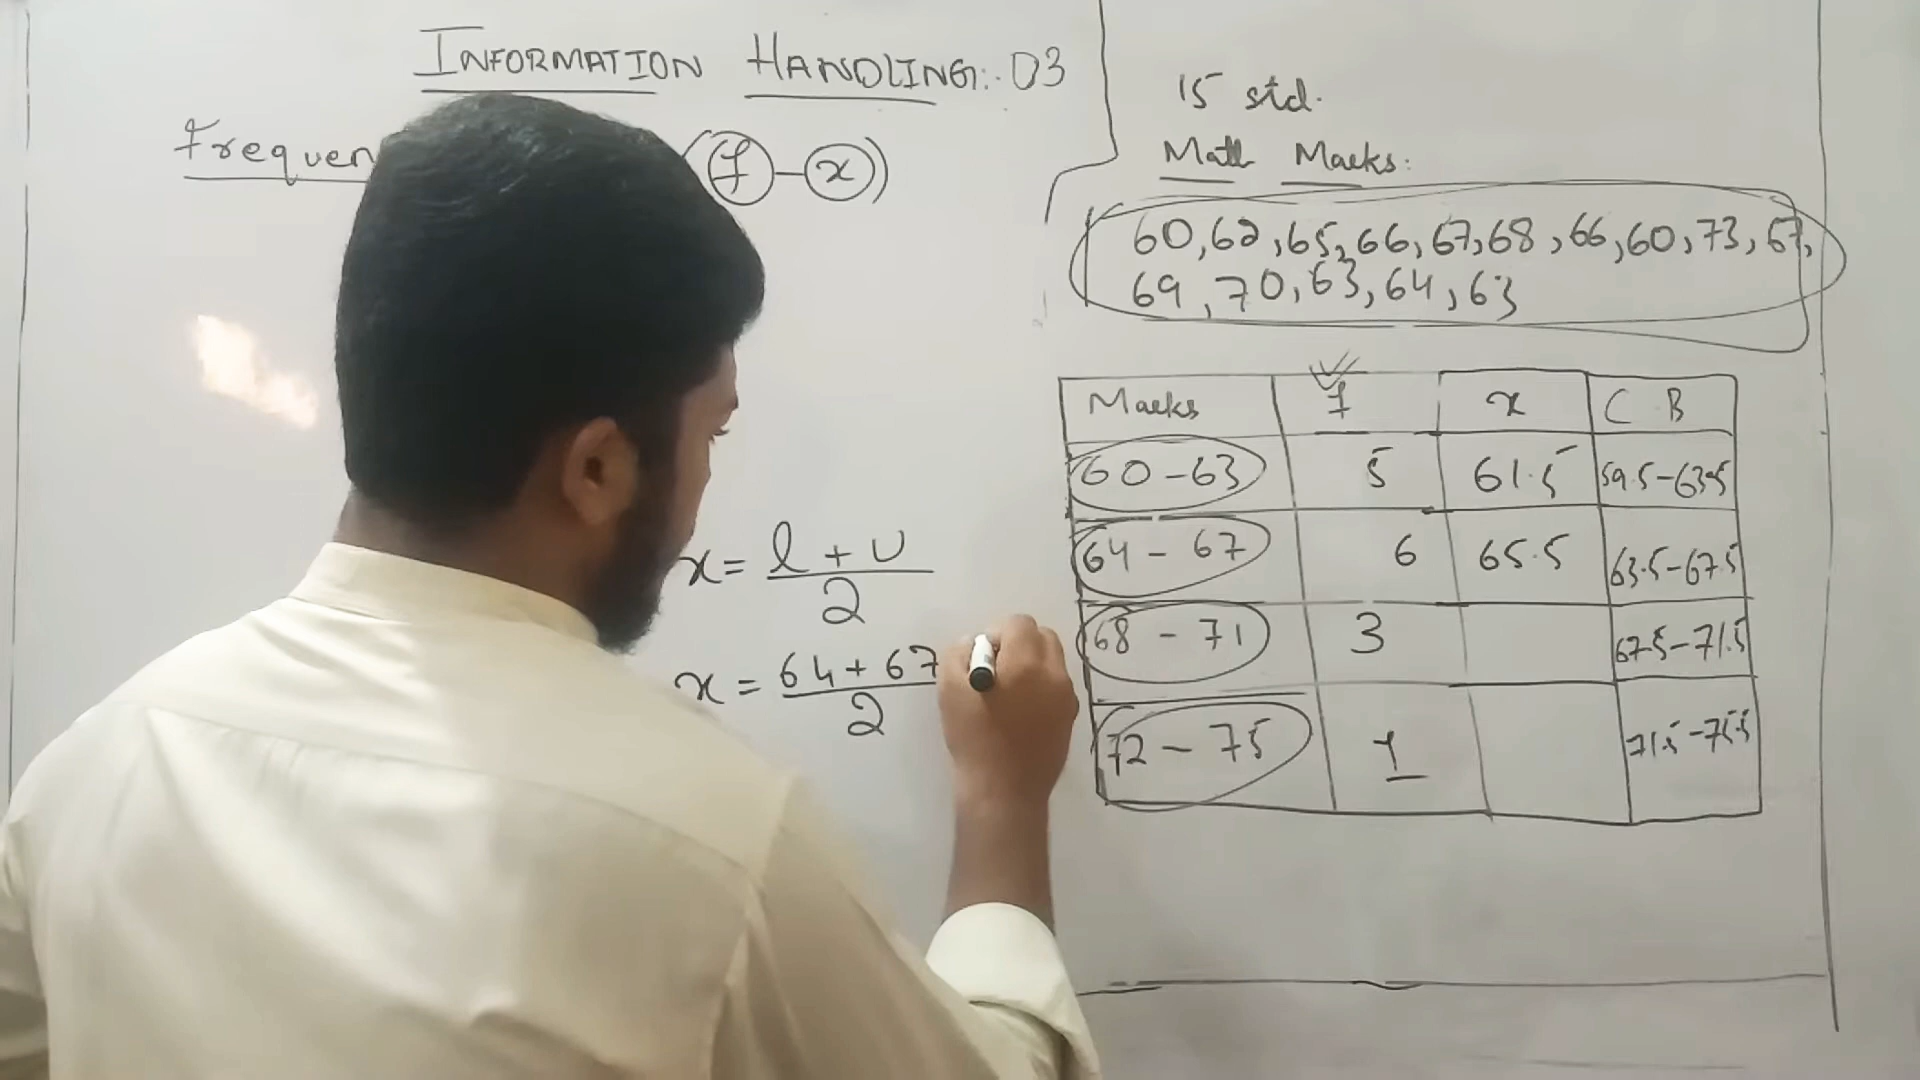 INFORMATION HANDLING:. 03
(f - x))
x = l + U / 2
x = 64 + 67 / 2
15 std.
Math Marks:
60, 62, 65, 66, 67, 68, 66, 60, 73, 67,
69, 70, 63, 64, 63
Marks f x C B
60 - 63 5 61.5 59.5 - 63.5
64 - 67 6 65.5 63.5 - 67.5
68 - 71 3 67.5 - 71.5
72 - 75 1 71.5 - 75.5